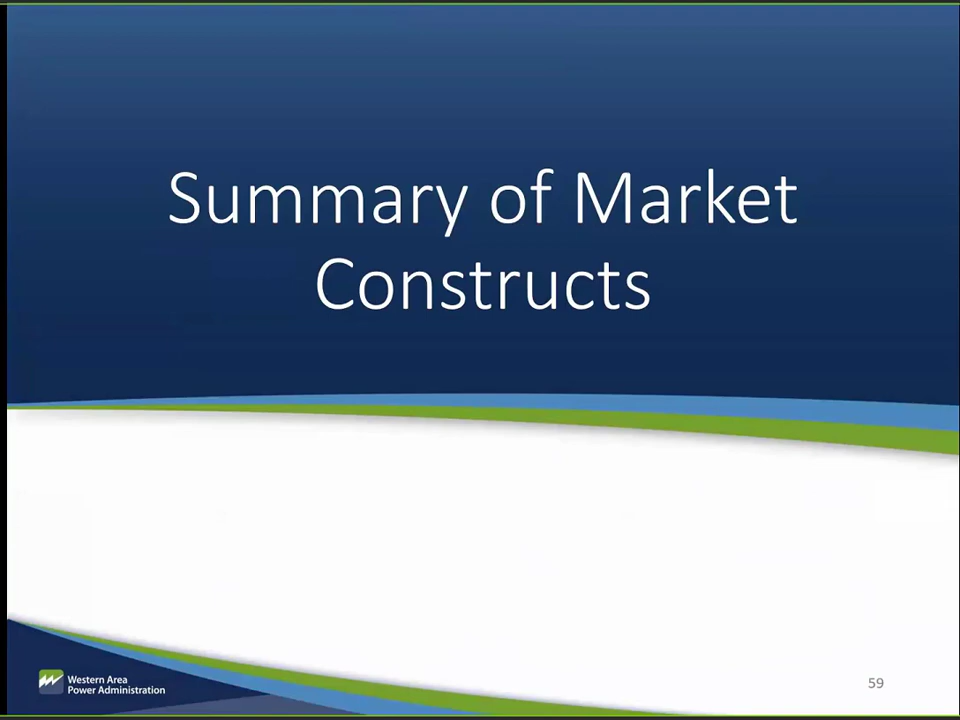 Summary of Market
Constructs
Western Area
Power Administration
59